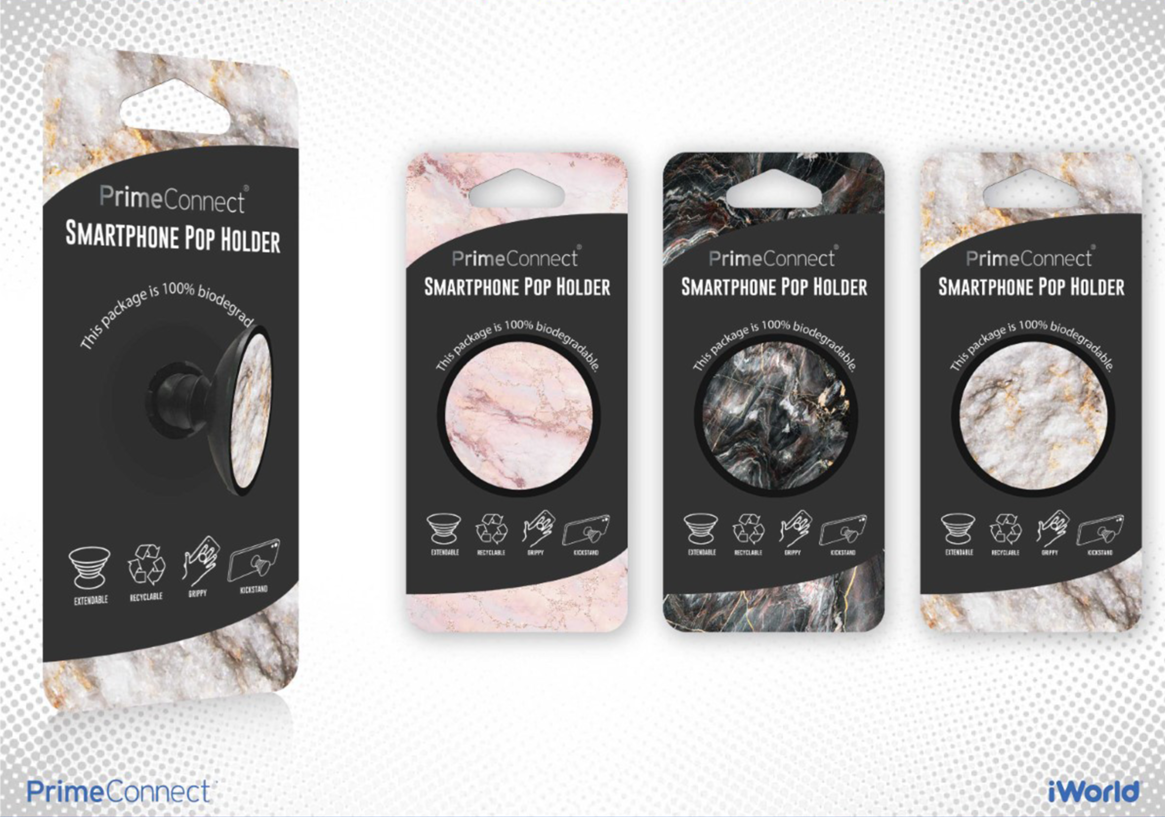 PrimeConnect®
SMARTPHONE POP HOLDER
This package is 100% biodegrad
EXTENDABLE
RECYCLABLE
GRIPPY
KICKSTAND
PrimeConnect®
SMARTPHONE POP HOLDER
This package is 100% biodegradable.
EXTENDABLE
RECYCLABLE
GRIPPY
KICKSTAND
PrimeConnect®
SMARTPHONE POP HOLDER
This package is 100% biodegradable.
EXTENDABLE
RECYCLABLE
GRIPPY
KICKSTAND
PrimeConnect®
SMARTPHONE POP HOLDER
This package is 100% biodegradable.
EXTENDABLE
RECYCLABLE
GRIPPY
KICKSTAND
PrimeConnect
iWorld